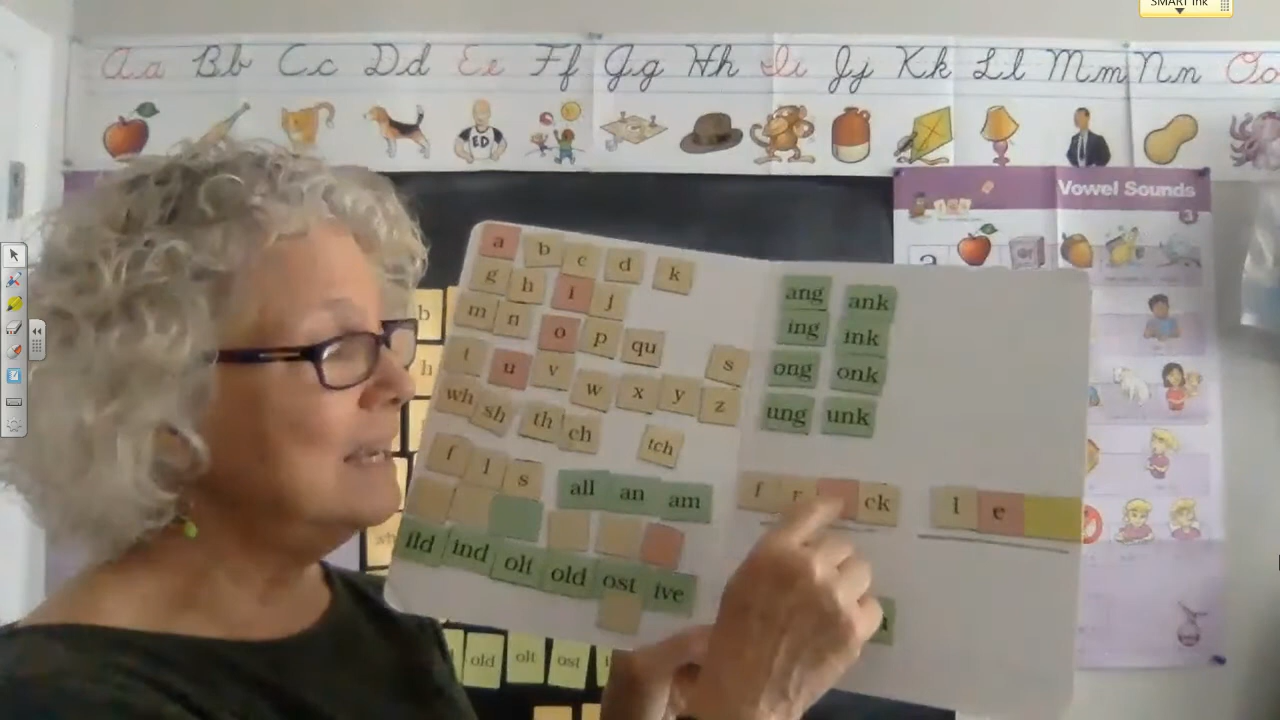 SMART Ink
Aa Bb Cc Dd Ee Ff Gg Hh Ii Jj Kk Ll Mm Nn Oo
ED
Vowel Sounds
3
a
a b c d k
g h i j
m n o p qu
t u v w x y z s
wh sh th ch tch
f l s
all an am
ild ind olt old ost ive
ang ank
ing ink
ong onk
ung unk
f r ck l e
b
h
old olt ost